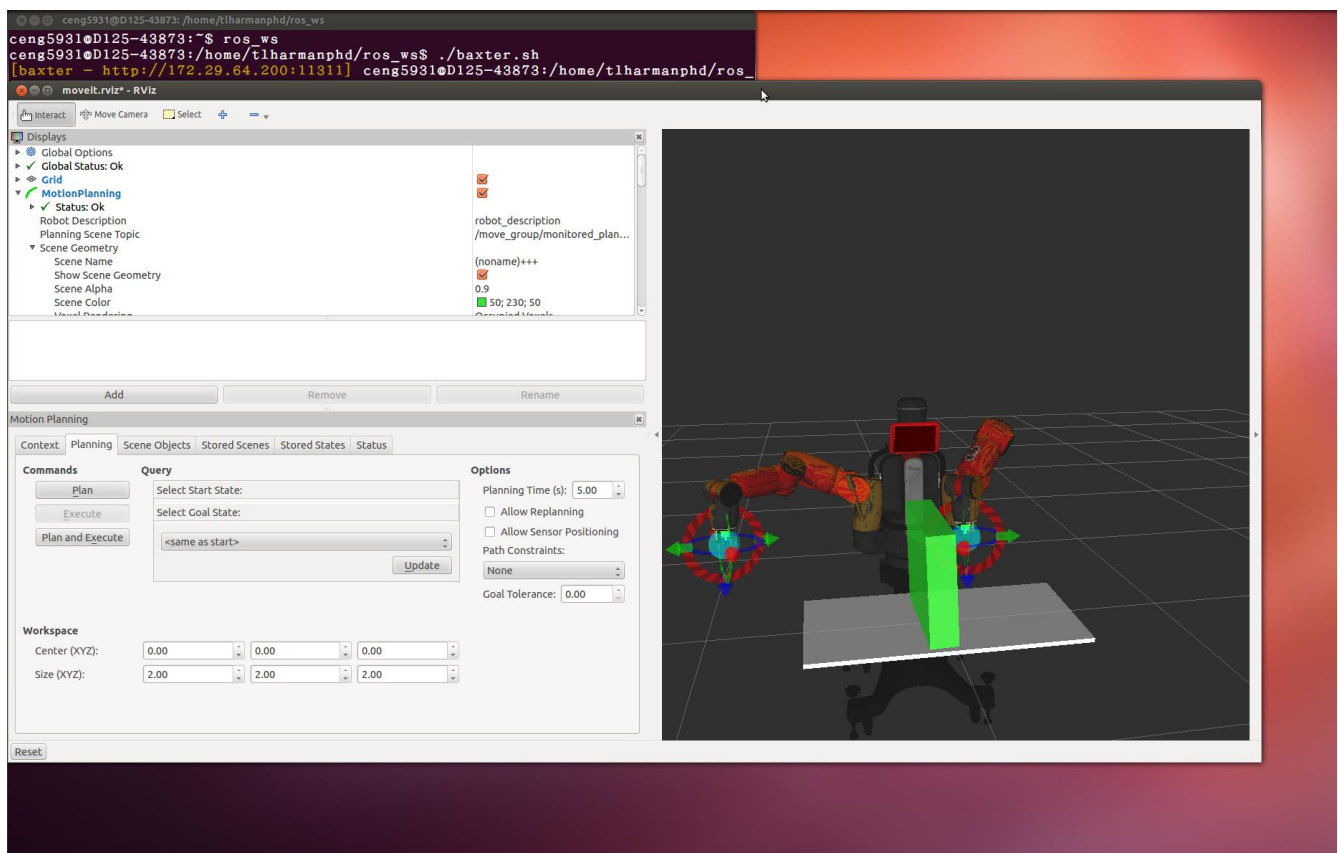 ceng5931@D125-43873: /home/tlharmanphd/ros_ws
ceng5931@D125-43873:~$ ros_ws
ceng5931@D125-43873:/home/tlharmanphd/ros_ws$ ./baxter.sh
[baxter - http://172.29.64.200:11311] ceng5931@D125-43873:/home/tlharmanphd/ros_
moveit.rviz* - RViz
Interact Move Camera Select
Displays
Global Options
Global Status: Ok
Grid
MotionPlanning
Status: Ok
Robot Description robot_description
Planning Scene Topic /move_group/monitored_plan...
Scene Geometry
Scene Name (noname)+++
Show Scene Geometry
Scene Alpha 0.9
Scene Color 50; 230; 50
Voxel Rendering Occupied Voxels
Add Remove Rename
Motion Planning
Context Planning Scene Objects Stored Scenes Stored States Status
Commands Query Options
Plan Select Start State: Planning Time (s): 5.00
Execute Select Goal State: Allow Replanning
Plan and Execute <same as start> Allow Sensor Positioning
Path Constraints:
Update None
Goal Tolerance: 0.00
Workspace
Center (XYZ): 0.00 0.00 0.00
Size (XYZ): 2.00 2.00 2.00
Reset